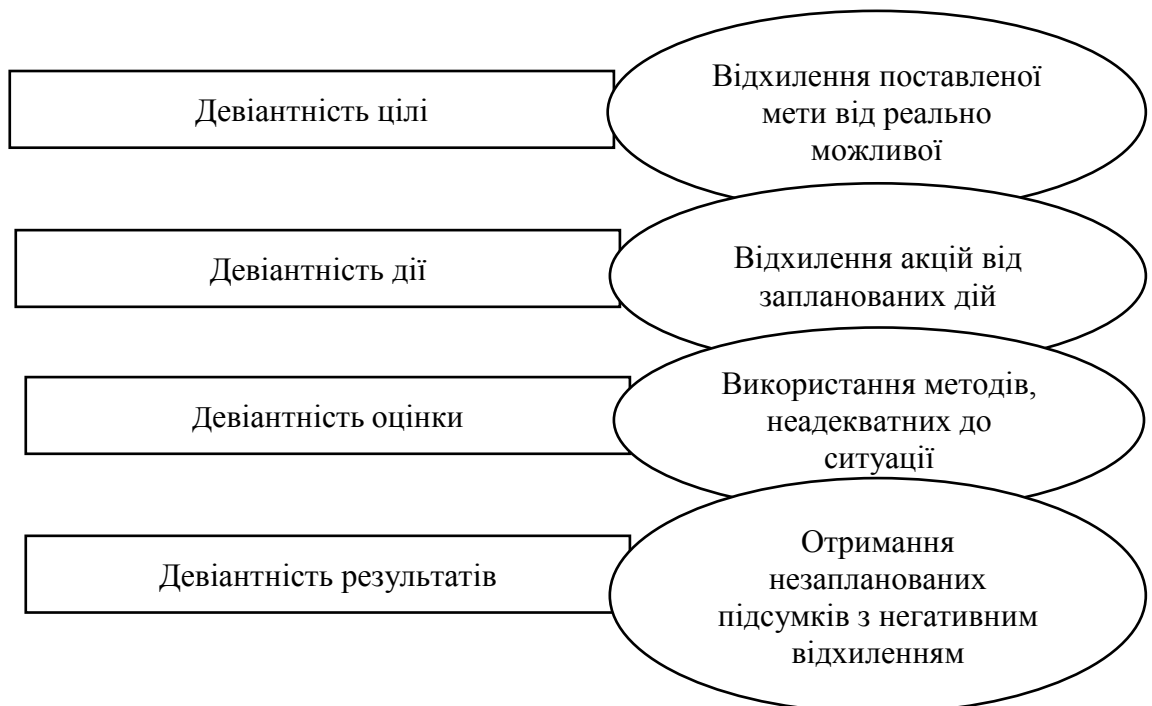 Девіантність цілі
Відхилення поставленої
мети від реально
можливої
Девіантність дії
Відхилення акцій від
запланованих дій
Девіантність оцінки
Використання методів,
неадекватних до
ситуації
Девіантність результатів
Отримання
незапланованих
підсумків з негативним
відхиленням